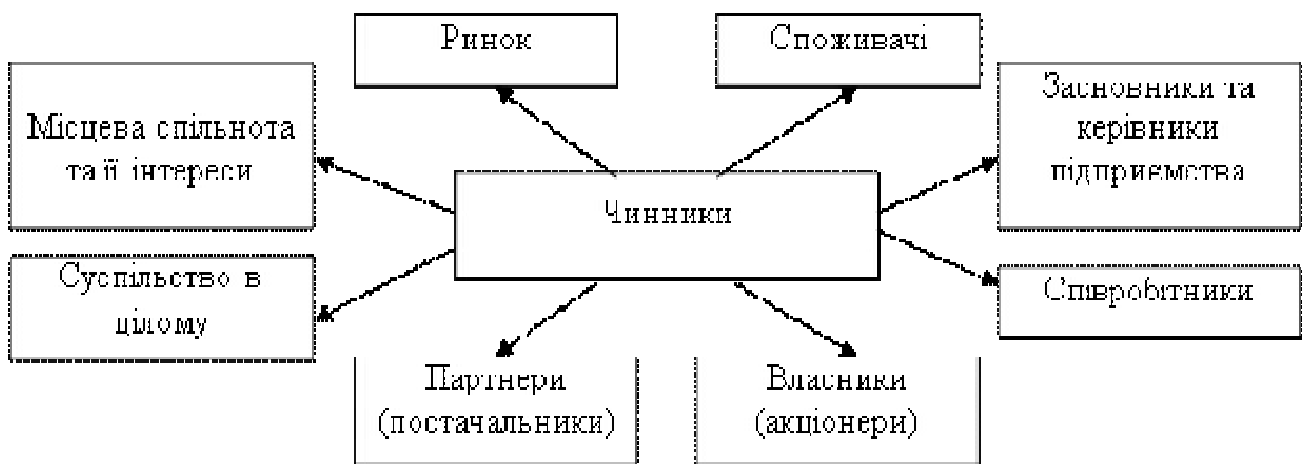 Ринок
Споживачі
Місцева спільнота
та її інтереси
Засновники та
керівники
підприємства
Чинники
Суспільство в
цілому
Співробітники
Партнери
(постачальники)
Власники
(акціонери)